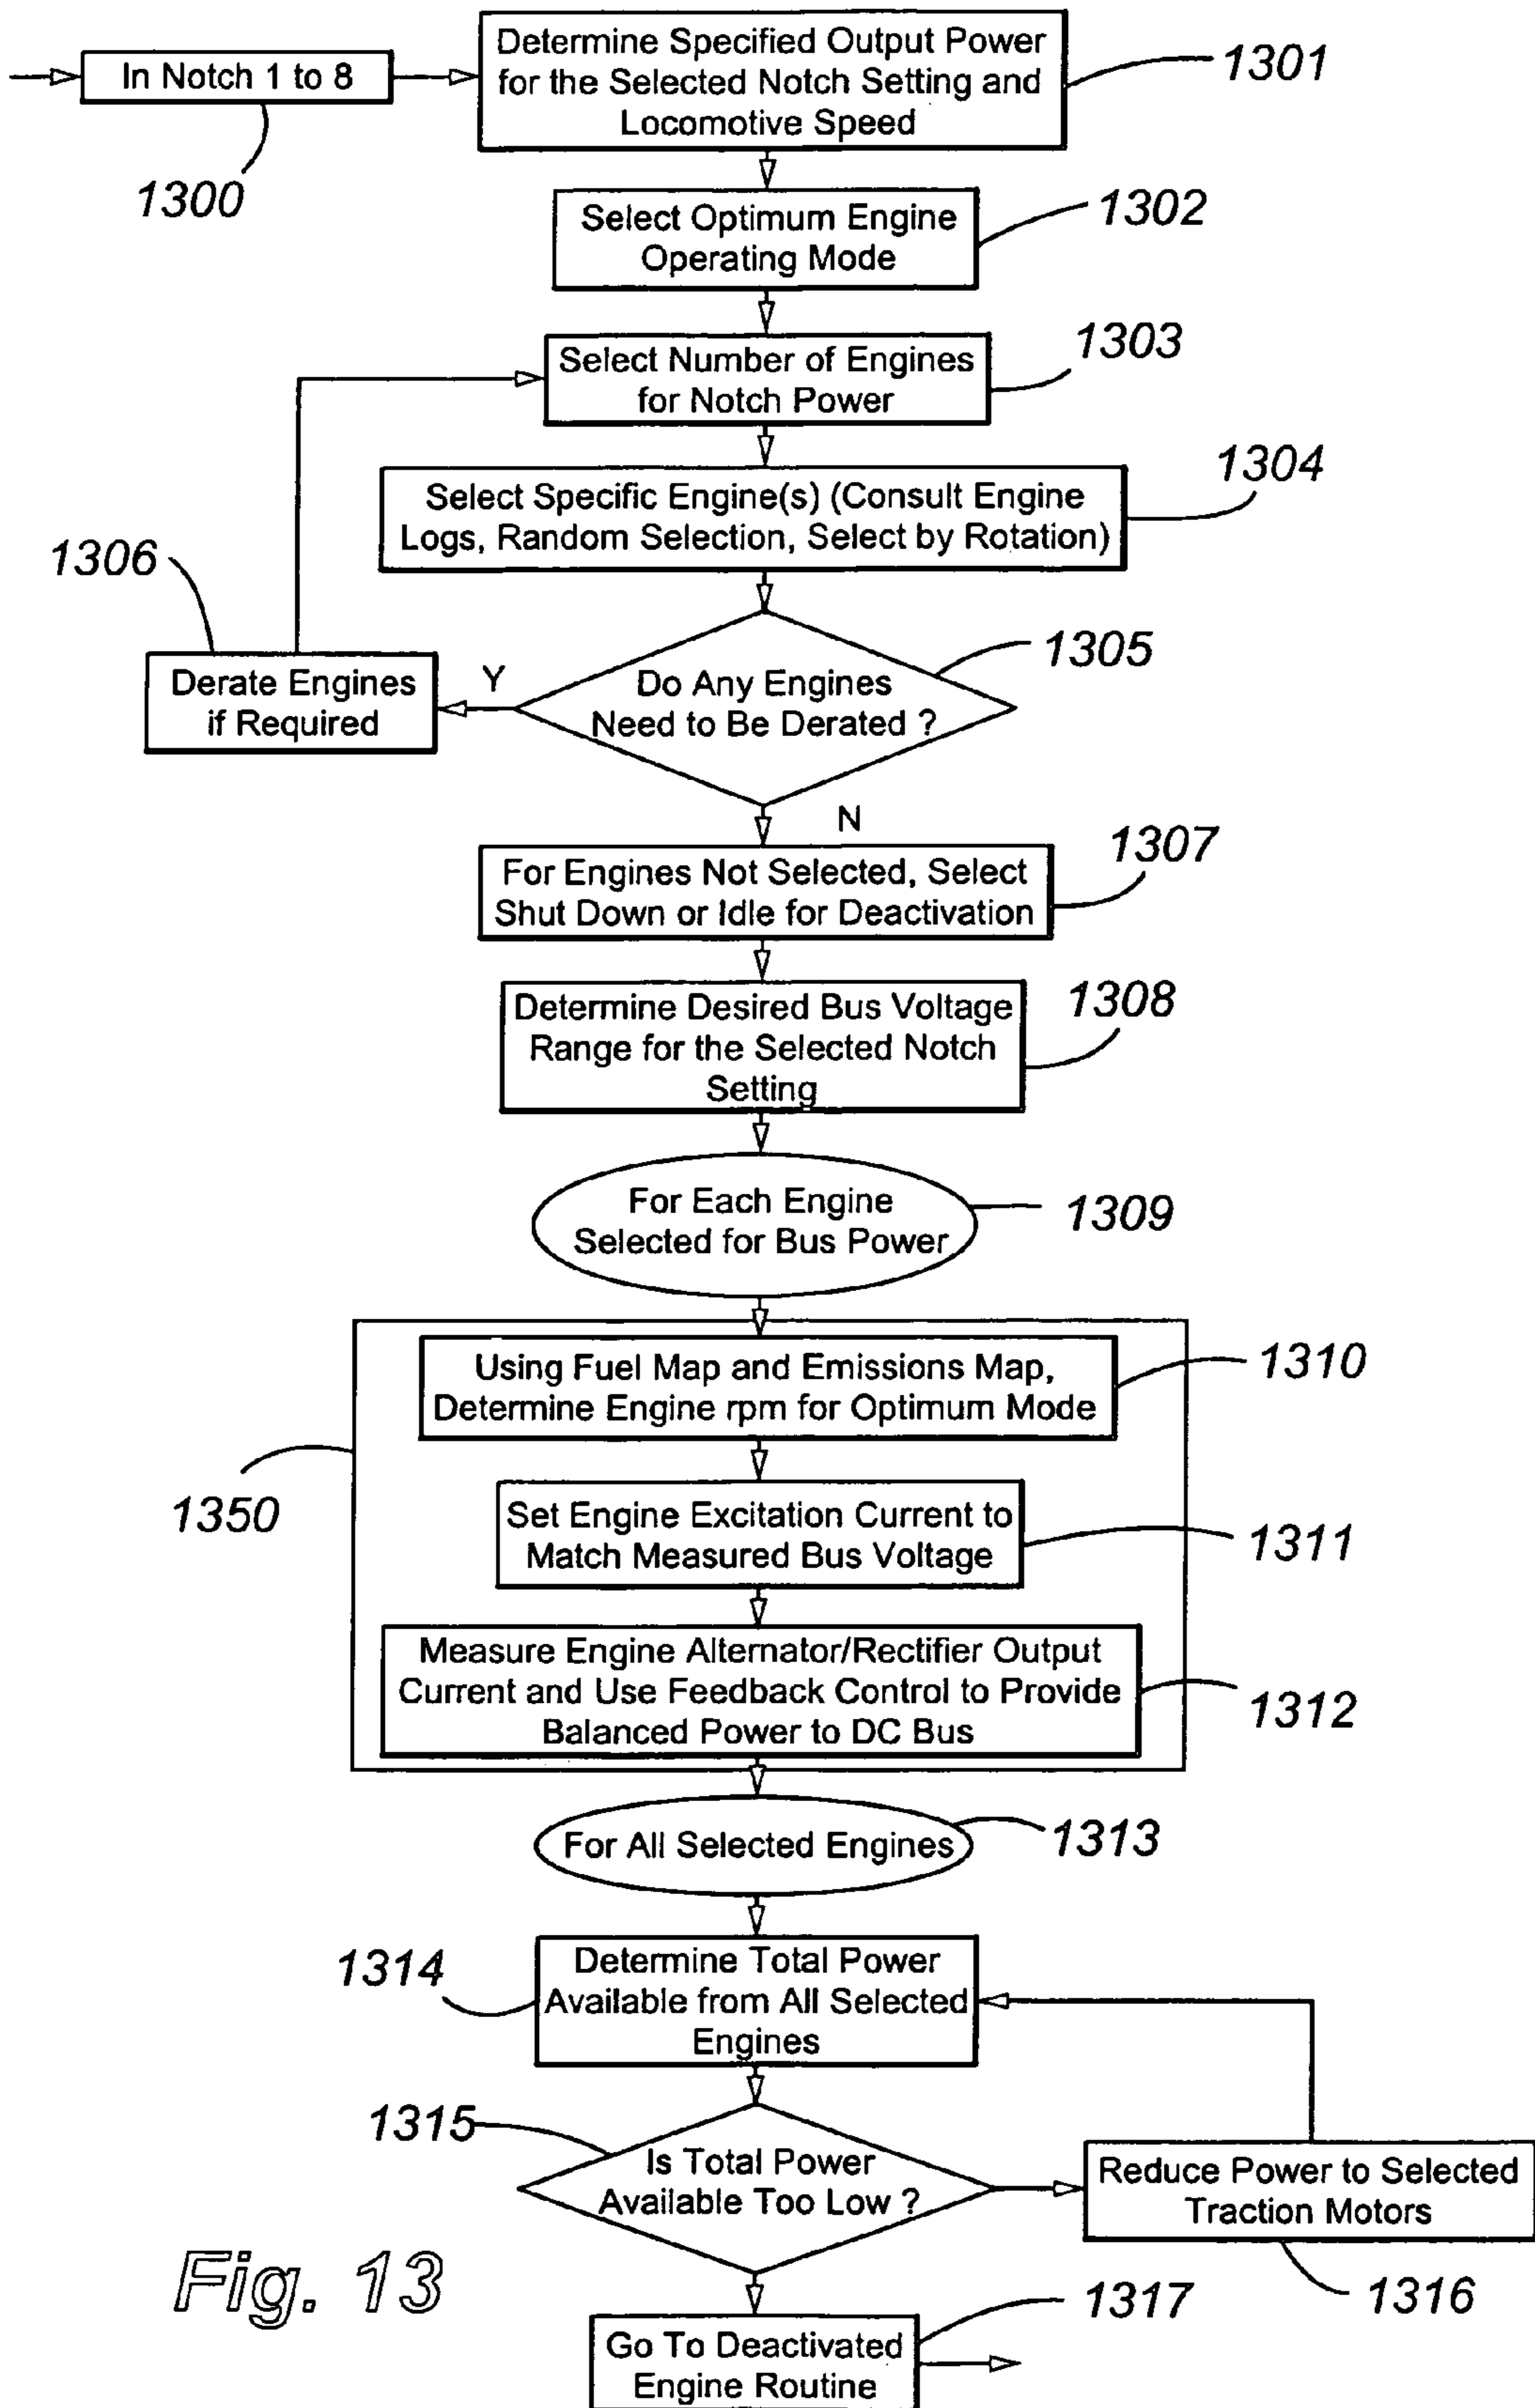 In Notch 1 to 8
1300
Determine Specified Output Power
for the Selected Notch Setting and
Locomotive Speed
1301
Select Optimum Engine
Operating Mode
1302
Select Number of Engines
for Notch Power
1303
Select Specific Engine(s) (Consult Engine
Logs, Random Selection, Select by Rotation)
1304
Do Any Engines
Need to Be Derated ?
1305
Y
Derate Engines
if Required
1306
N
For Engines Not Selected, Select
Shut Down or Idle for Deactivation
1307
Determine Desired Bus Voltage
Range for the Selected Notch
Setting
1308
For Each Engine
Selected for Bus Power
1309
Using Fuel Map and Emissions Map,
Determine Engine rpm for Optimum Mode
1310
1350
Set Engine Excitation Current to
Match Measured Bus Voltage
1311
Measure Engine Alternator/Rectifier Output
Current and Use Feedback Control to Provide
Balanced Power to DC Bus
1312
For All Selected Engines
1313
Determine Total Power
Available from All Selected
Engines
1314
Is Total Power
Available Too Low ?
1315
Reduce Power to Selected
Traction Motors
1316
Go To Deactivated
Engine Routine
1317
Fig. 13